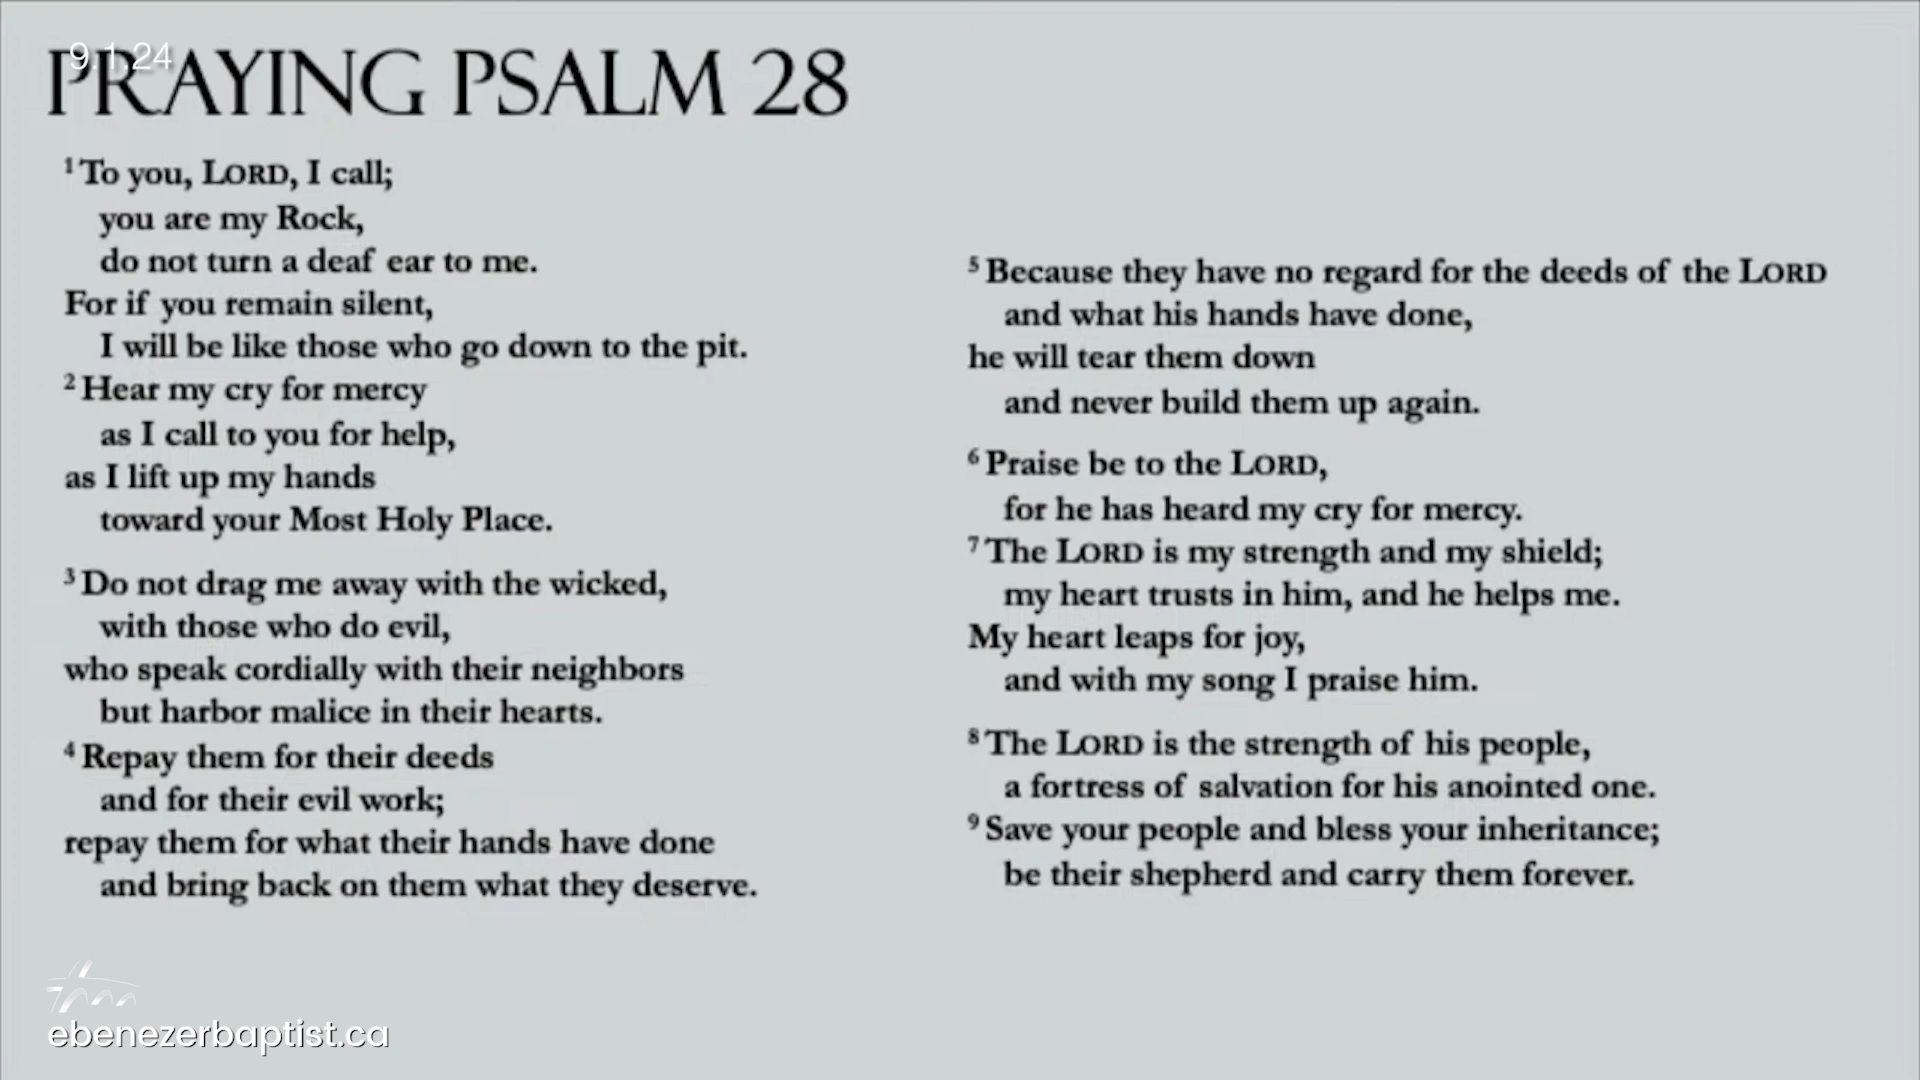 9.1.24
PRAYING PSALM 28
1 To you, LORD, I call;
you are my Rock,
do not turn a deaf ear to me.
For if you remain silent,
I will be like those who go down to the pit.
2 Hear my cry for mercy
as I call to you for help,
as I lift up my hands
toward your Most Holy Place.
3 Do not drag me away with the wicked,
with those who do evil,
who speak cordially with their neighbors
but harbor malice in their hearts.
4 Repay them for their deeds
and for their evil work;
repay them for what their hands have done
and bring back on them what they deserve.
5 Because they have no regard for the deeds of the LORD
and what his hands have done,
he will tear them down
and never build them up again.
6 Praise be to the LORD,
for he has heard my cry for mercy.
7 The LORD is my strength and my shield;
my heart trusts in him, and he helps me.
My heart leaps for joy,
and with my song I praise him.
8 The LORD is the strength of his people,
a fortress of salvation for his anointed one.
9 Save your people and bless your inheritance;
be their shepherd and carry them forever.
ebenezerbaptist.ca